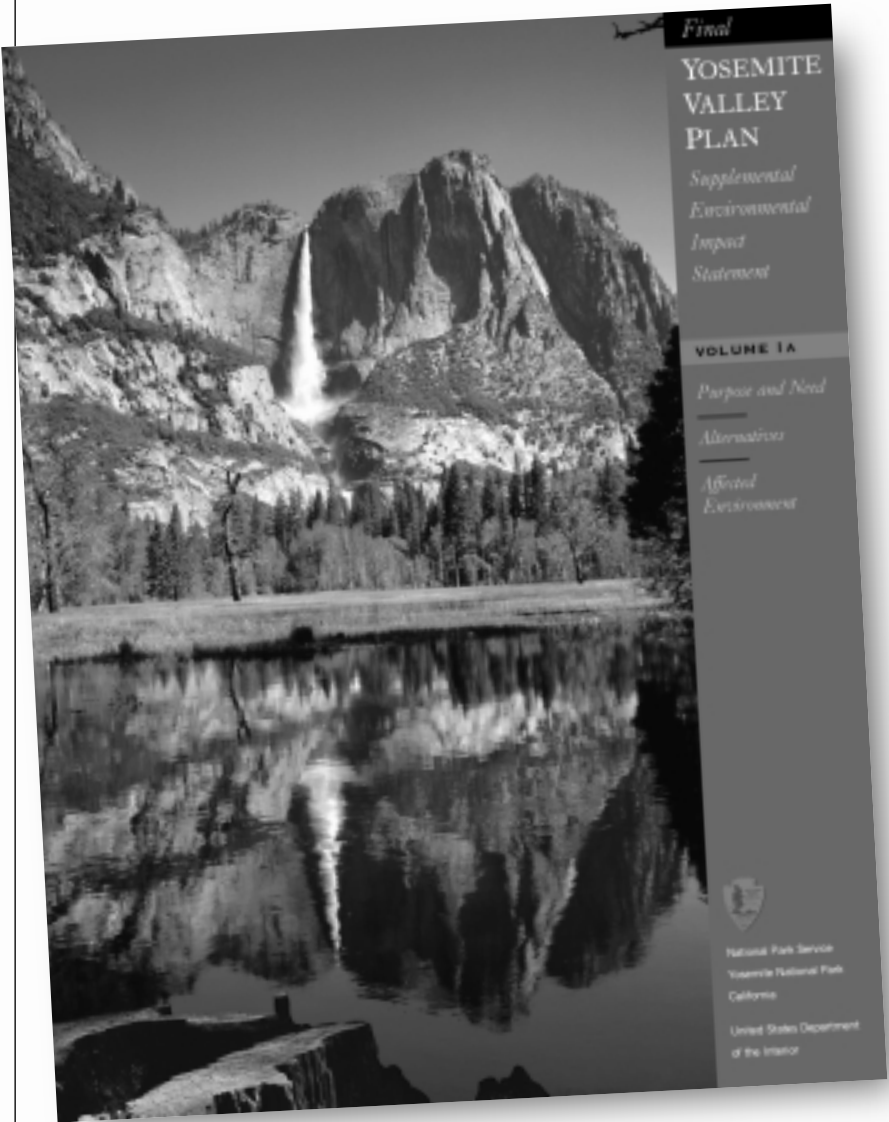 Final
YOSEMITE
VALLEY
PLAN
Supplemental
Environmental
Impact
Statement
VOLUME IA
Purpose and Need
Alternatives
Affected
Environment
National Park Service
Yosemite National Park
California
United States Department
of the Interior